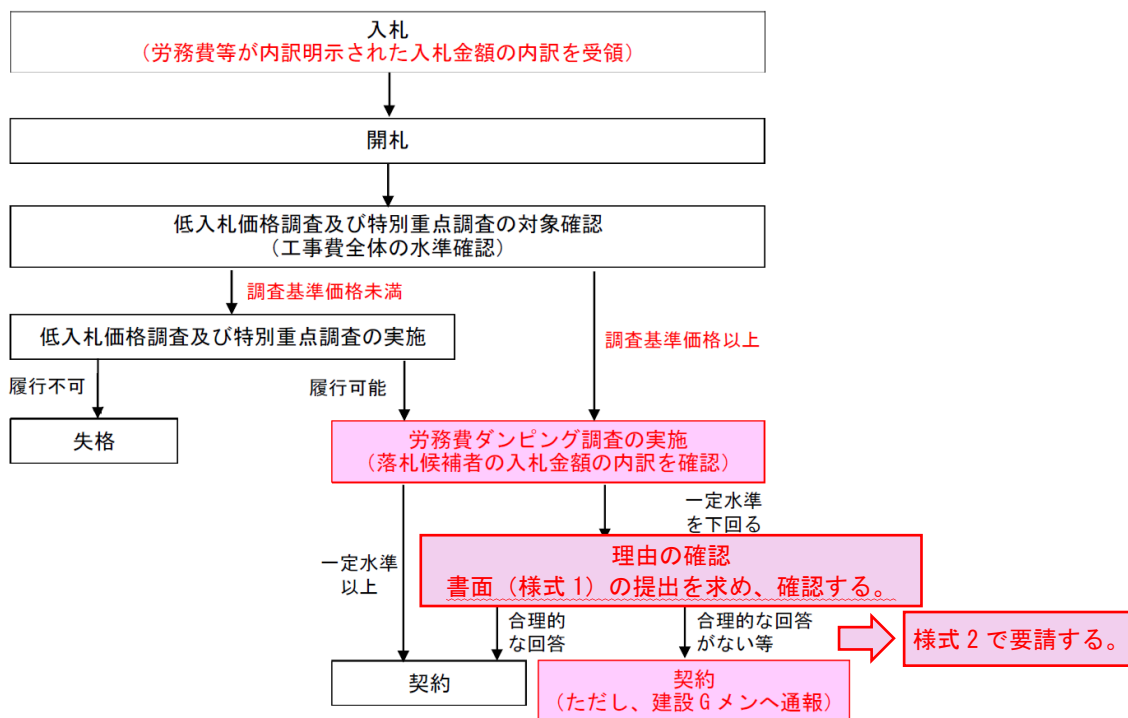 入札
（労務費等が内訳明示された入札金額の内訳を受領）
開札
低入札価格調査及び特別重点調査の対象確認
（工事費全体の水準確認）
調査基準価格未満
低入札価格調査及び特別重点調査の実施
調査基準価格以上
履行不可
履行可能
失格
労務費ダンピング調査の実施
（落札候補者の入札金額の内訳を確認）
一定水準
を下回る
一定水準
以上
理由の確認
書面（様式１）の提出を求め、確認する。
合理的
な回答
合理的な回答
がない等
様式２で要請する。
契約
契約
（ただし、建設Ｇメンへ通報）